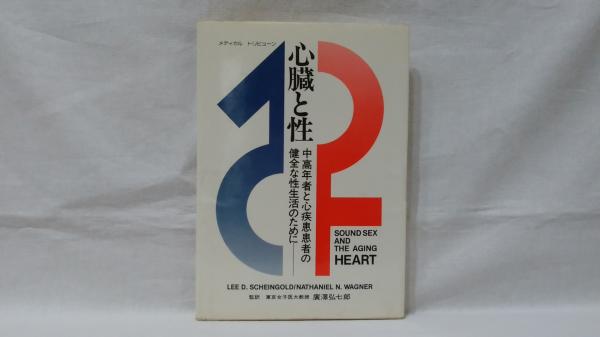 メディカル トリビューン
心臓と性
中高年者と心疾患患者の
健全な性生活のために——
SOUND SEX
AND
THE AGING
HEART
LEE D. SCHEINGOLD/NATHANIEL N. WAGNER
監訳 東京女子医大教授 廣澤弘七郎